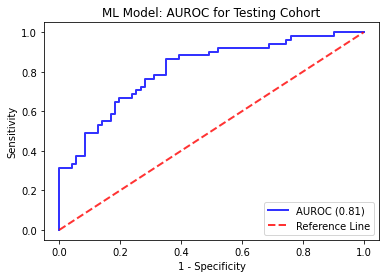 ML Model: AUROC for Testing Cohort
1.0
0.8
0.6
0.4
0.2
0.0
Sensitivity
AUROC (0.81)
Reference Line
0.0 0.2 0.4 0.6 0.8 1.0
1 - Specificity